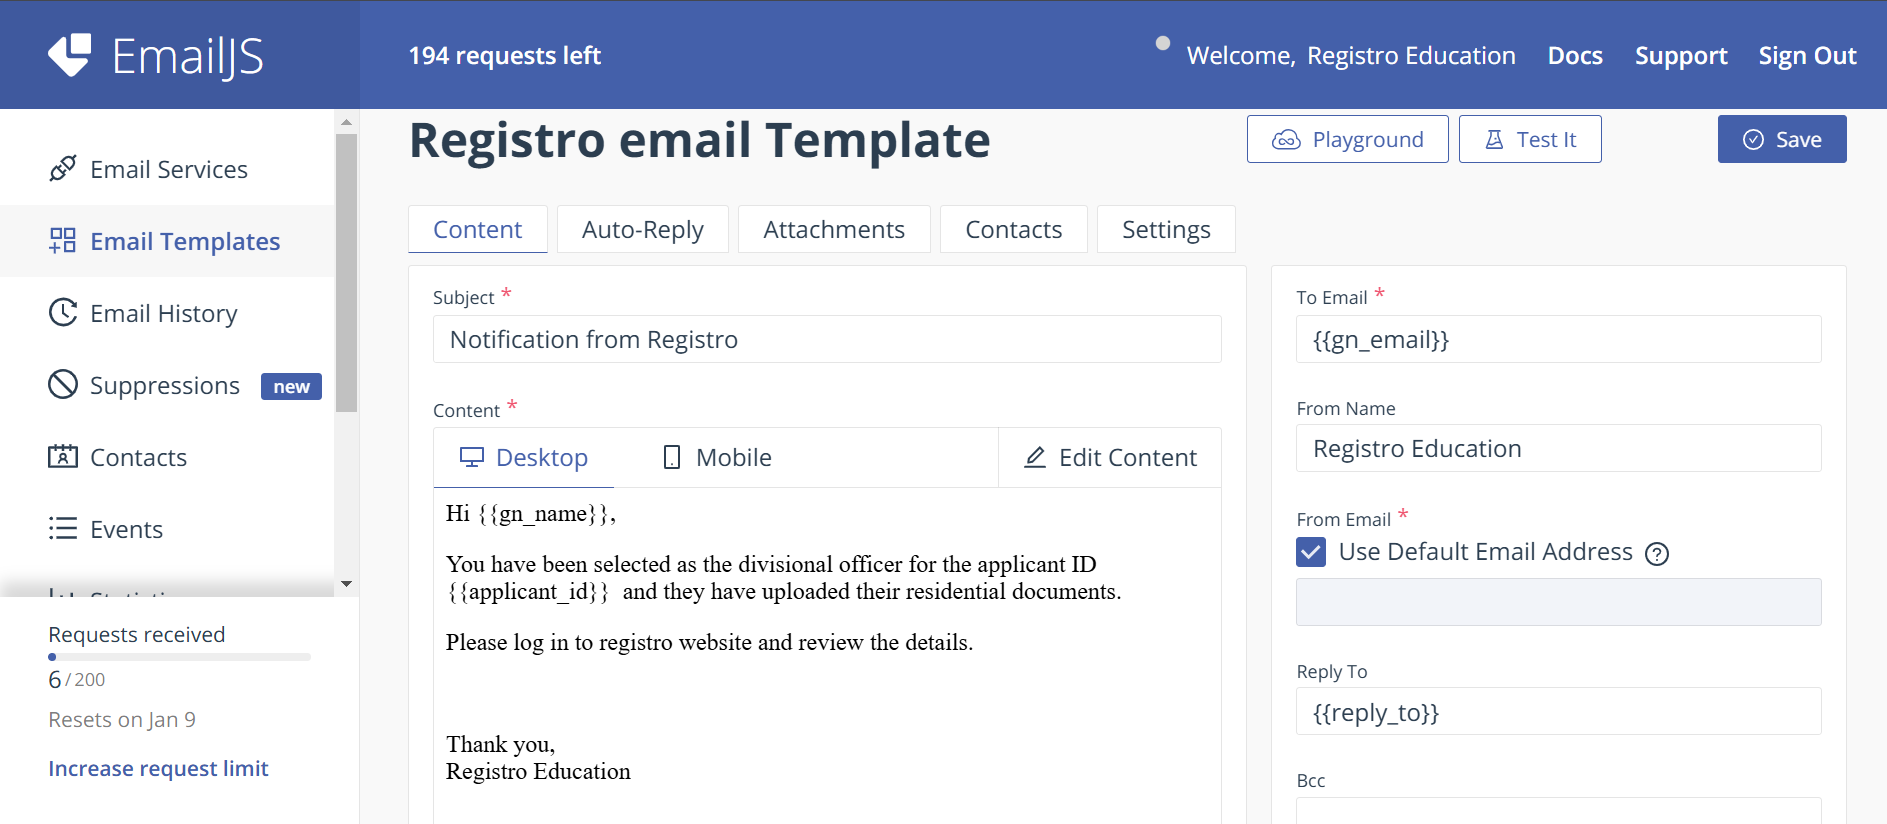 EmailJS
194 requests left
Welcome, Registro Education
Docs
Support
Sign Out
Email Services
Email Templates
Email History
Suppressions new
Contacts
Events
Requests received
6 / 200
Resets on Jan 9
Increase request limit
Registro email Template
Playground
Test It
Save
Content
Auto-Reply
Attachments
Contacts
Settings
Subject *
Notification from Registro
Content *
Desktop
Mobile
Edit Content
Hi {{gn_name}},
You have been selected as the divisional officer for the applicant ID
{{applicant_id}}  and they have uploaded their residential documents.
Please log in to registro website and review the details.
Thank you,
Registro Education
To Email *
{{gn_email}}
From Name
Registro Education
From Email *
Use Default Email Address ?
Reply To
{{reply_to}}
Bcc